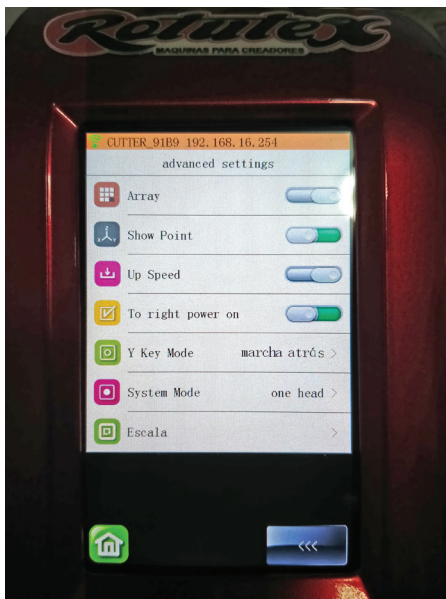 Rotutex
MAQUINAS PARA CREADORES
CUTTER_91B9 192.168.16.254
advanced settings
Array
Show Point
Up Speed
To right power on
Y Key Mode marcha atrás >
System Mode one head >
Escala >
<<<